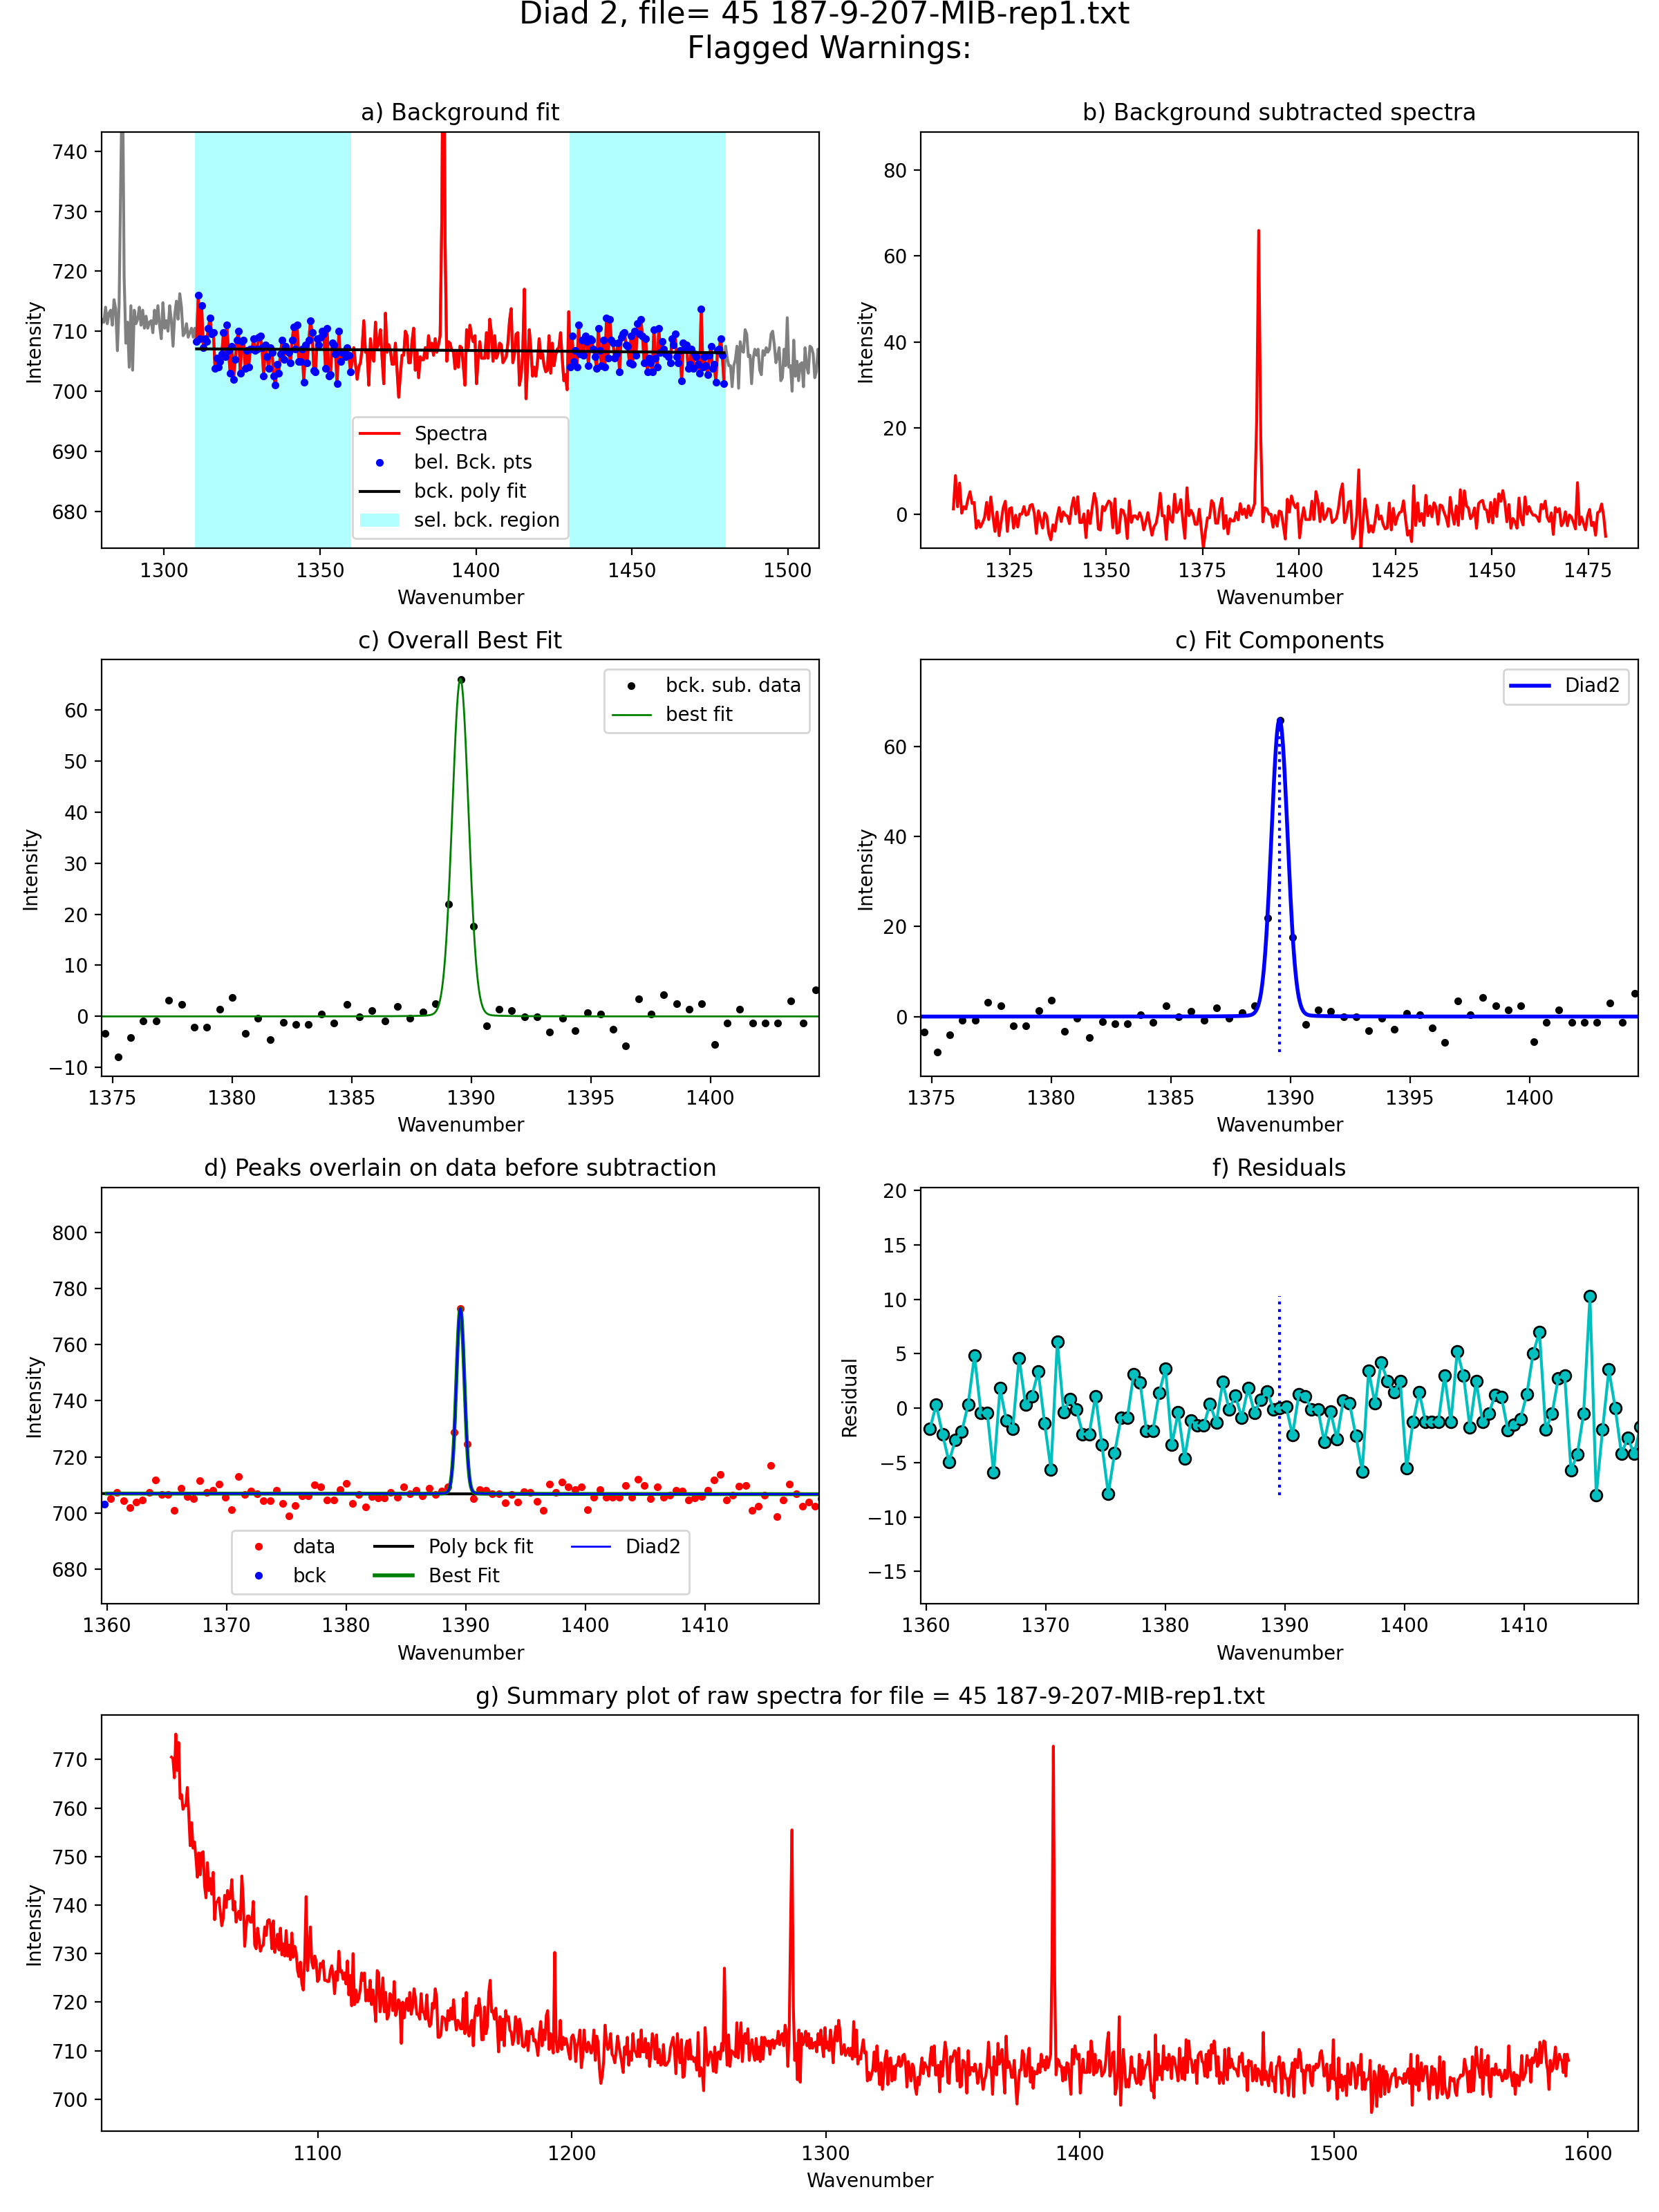 Diad 2, file= 45 187-9-207-MIB-rep1.txt
Flagged Warnings:
a) Background fit
740
730
720
710
700
690
680
Intensity
1300 1350 1400 1450 1500
Wavenumber
Spectra
bel. Bck. pts
bck. poly fit
sel. bck. region
b) Background subtracted spectra
80
60
40
20
0
Intensity
1325 1350 1375 1400 1425 1450 1475
Wavenumber
c) Overall Best Fit
60
50
40
30
20
10
0
−10
Intensity
1375 1380 1385 1390 1395 1400
Wavenumber
bck. sub. data
best fit
c) Fit Components
60
40
20
0
Intensity
1375 1380 1385 1390 1395 1400
Wavenumber
Diad2
d) Peaks overlain on data before subtraction
800
780
760
740
720
700
680
Intensity
1360 1370 1380 1390 1400 1410
Wavenumber
data
bck
Poly bck fit
Best Fit
Diad2
f) Residuals
20
15
10
5
0
−5
−10
−15
Residual
1360 1370 1380 1390 1400 1410
Wavenumber
g) Summary plot of raw spectra for file = 45 187-9-207-MIB-rep1.txt
770
760
750
740
730
720
710
700
Intensity
1100 1200 1300 1400 1500 1600
Wavenumber